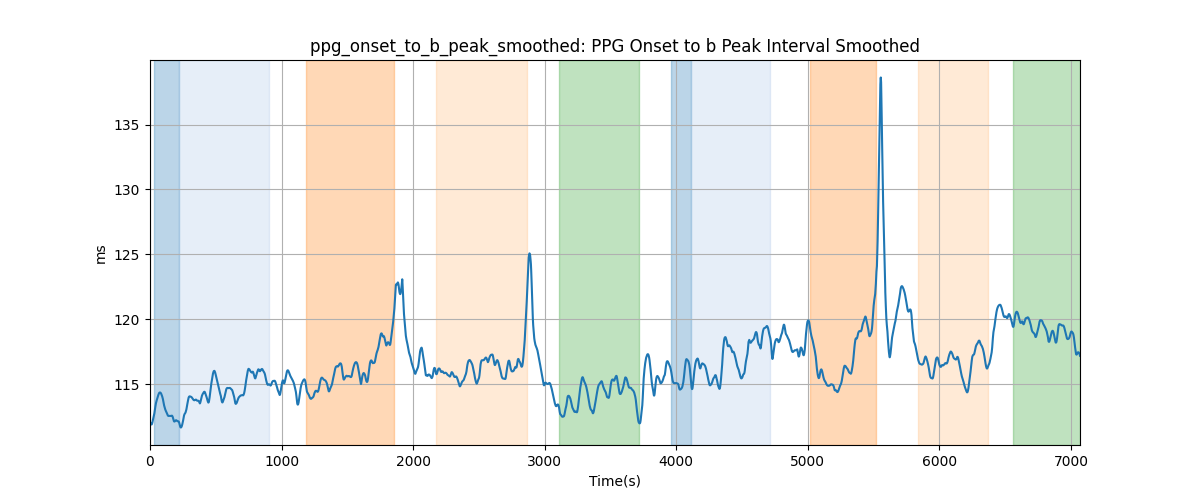 ppg_onset_to_b_peak_smoothed: PPG Onset to b Peak Interval Smoothed
135
130
125
120
115
ms
0 1000 2000 3000 4000 5000 6000 7000
Time(s)